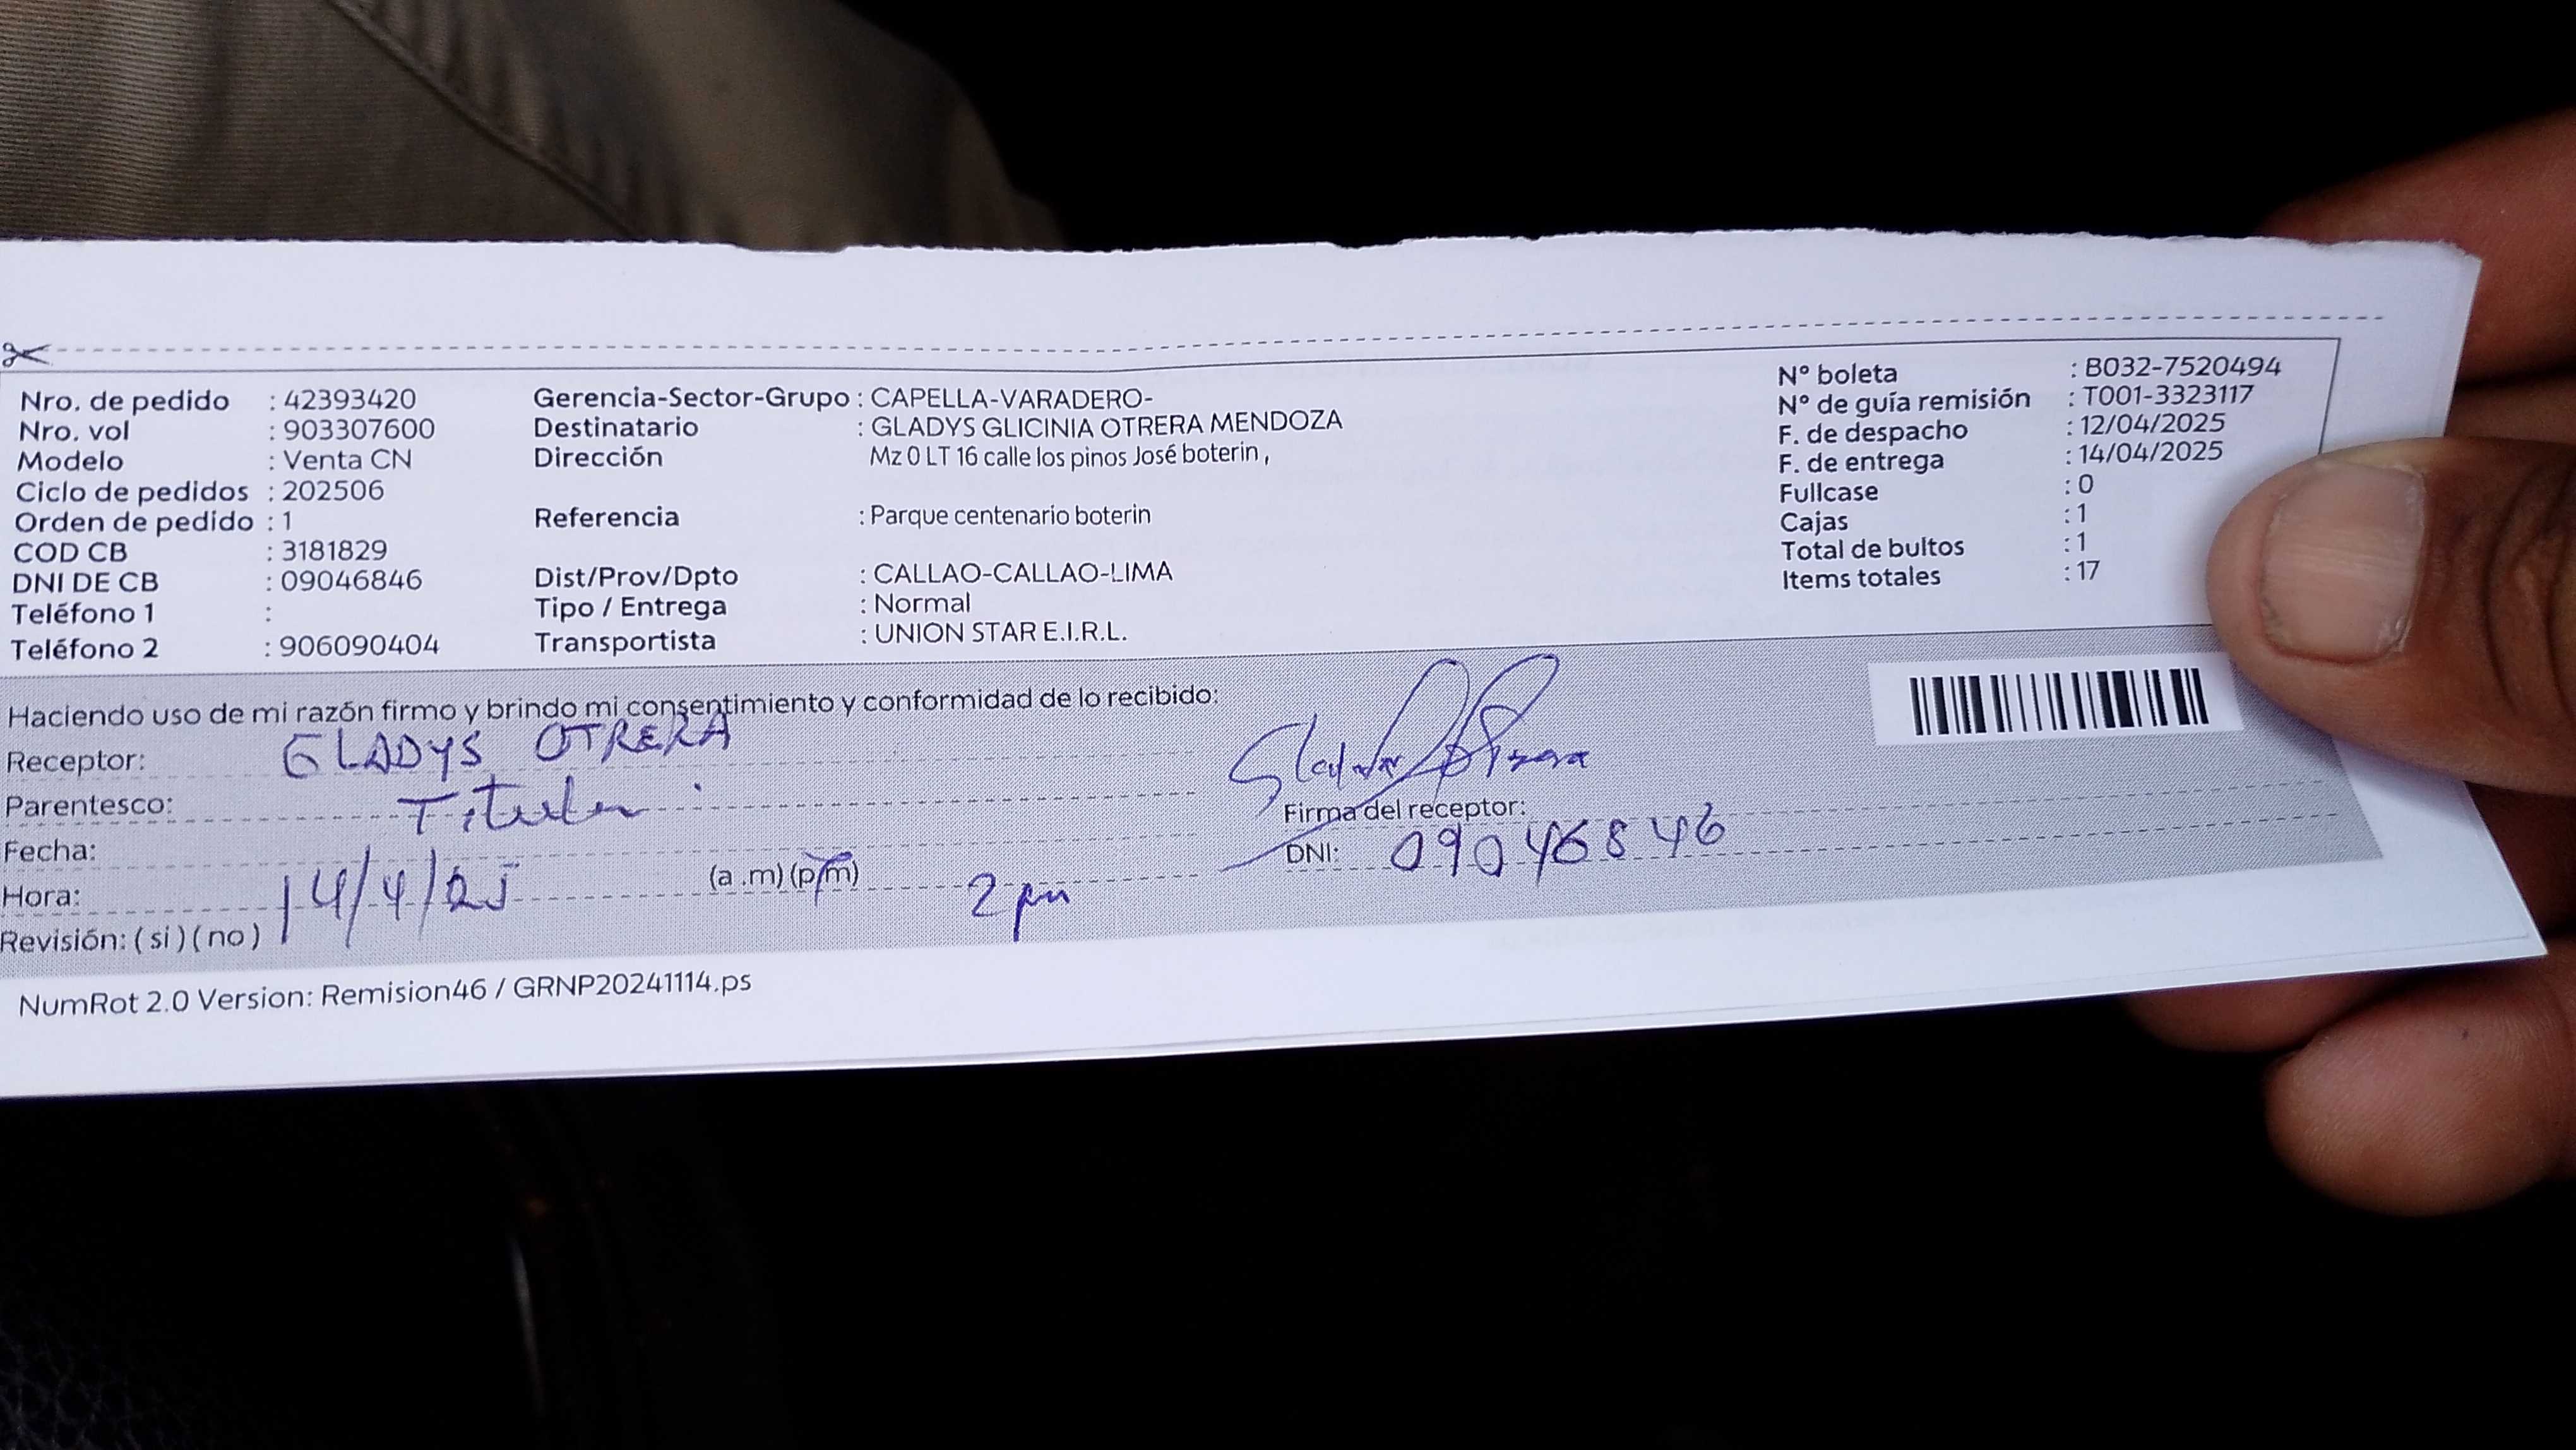 Nro. de pedido : 42393420
Nro. vol : 903307600
Modelo : Venta CN
Ciclo de pedidos : 202506
Orden de pedido : 1
COD CB : 3181829
DNI DE CB : 09046846
Teléfono 1 :
Teléfono 2 : 906090404
Gerencia-Sector-Grupo : CAPELLA-VARADERO-
Destinatario : GLADYS GLICINIA OTRERA MENDOZA
Dirección Mz 0 LT 16 calle los pinos José boterin ,
Referencia : Parque centenario boterin
Dist/Prov/Dpto : CALLAO-CALLAO-LIMA
Tipo / Entrega : Normal
Transportista : UNION STAR E.I.R.L.
N° boleta : B032-7520494
N° de guía remisión : T001-3323117
F. de despacho : 12/04/2025
F. de entrega : 14/04/2025
Fullcase : 0
Cajas : 1
Total de bultos : 1
Items totales : 17
Haciendo uso de mi razón firmo y brindo mi consentimiento y conformidad de lo recibido:
Receptor: GLADYS OTRERA
Parentesco: Titular
Fecha:
Hora: 14/4/25 (a .m) (p.m) 2 pm
Revisión: ( si ) ( no )
Firma del receptor:
DNI: 09046846
NumRot 2.0 Version: Remision46 / GRNP20241114.ps